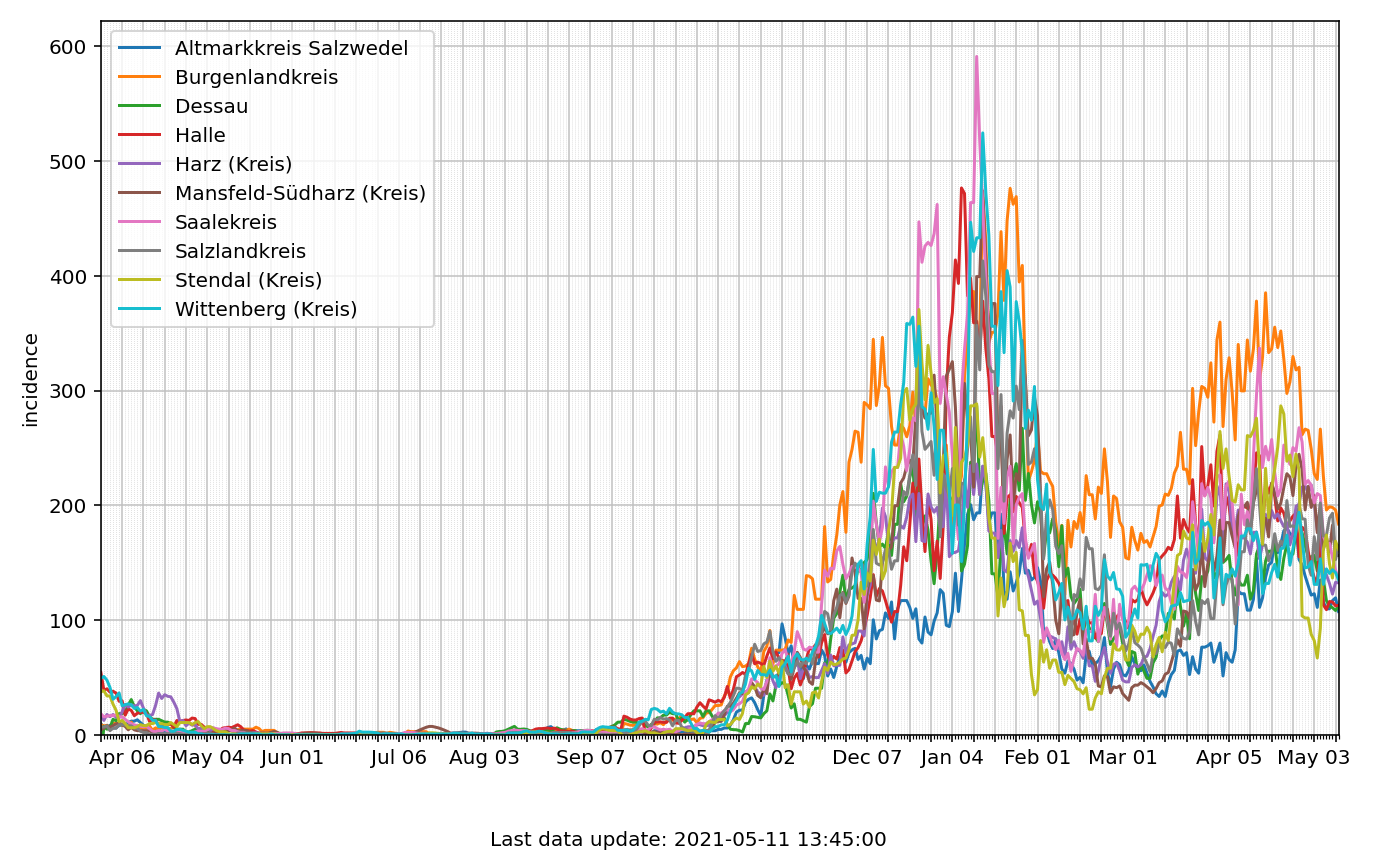 600
500
400
300
200
100
0
incidence
Altmarkkreis Salzwedel
Burgenlandkreis
Dessau
Halle
Harz (Kreis)
Mansfeld-Südharz (Kreis)
Saalekreis
Salzlandkreis
Stendal (Kreis)
Wittenberg (Kreis)
Apr 06 May 04 Jun 01 Jul 06 Aug 03 Sep 07 Oct 05 Nov 02 Dec 07 Jan 04 Feb 01 Mar 01 Apr 05 May 03
Last data update: 2021-05-11 13:45:00